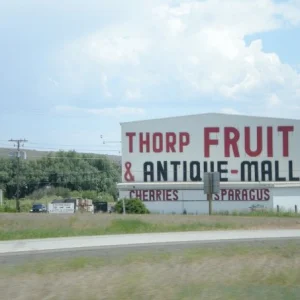 THORP FRUIT
& ANTIQUE-MALL
CHERRIES ASPARAGUS